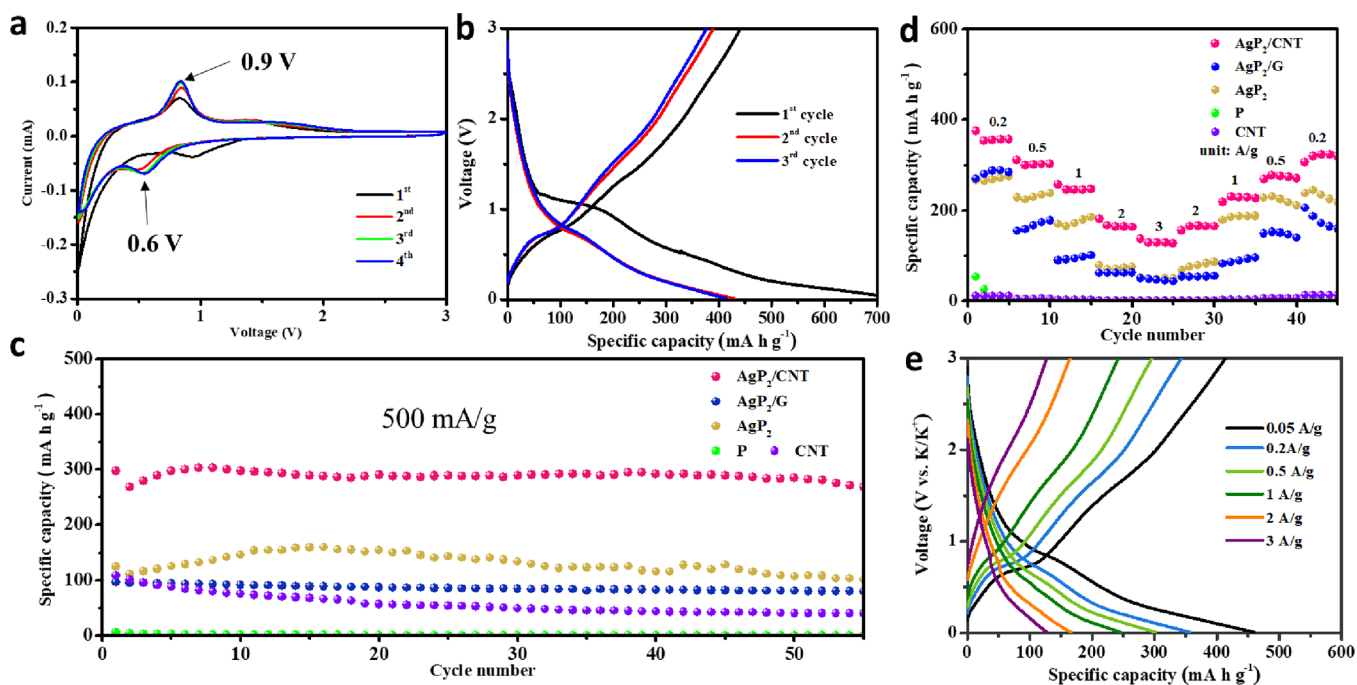 a
0.2
0.1
0.0
-0.1
-0.2
-0.3
Current (mA)
0.9 V
0.6 V
1st
2nd
3rd
4th
0 1 2 3
Voltage (V)
b
3
2
1
0
Voltage (V)
1st cycle
2nd cycle
3rd cycle
0 100 200 300 400 500 600 700
Specific capacity (mA h g-1)
c
500
400
300
200
100
0
Specific capacity ( mA h g-1)
500 mA/g
AgP2/CNT
AgP2/G
AgP2
P CNT
0 10 20 30 40 50
Cycle number
d
600
400
200
0
Specific capacity ( mA h g-1)
AgP2/CNT
AgP2/G
AgP2
P
CNT
unit: A/g
0.2
0.5
1
2
3
2
1
0.5
0.2
0 10 20 30 40
Cycle number
e
3
2
1
0
Voltage (V vs. K/K+)
0.05 A/g
0.2A/g
0.5 A/g
1 A/g
2 A/g
3 A/g
0 100 200 300 400 500 600
Specific capacity (mA h g-1)